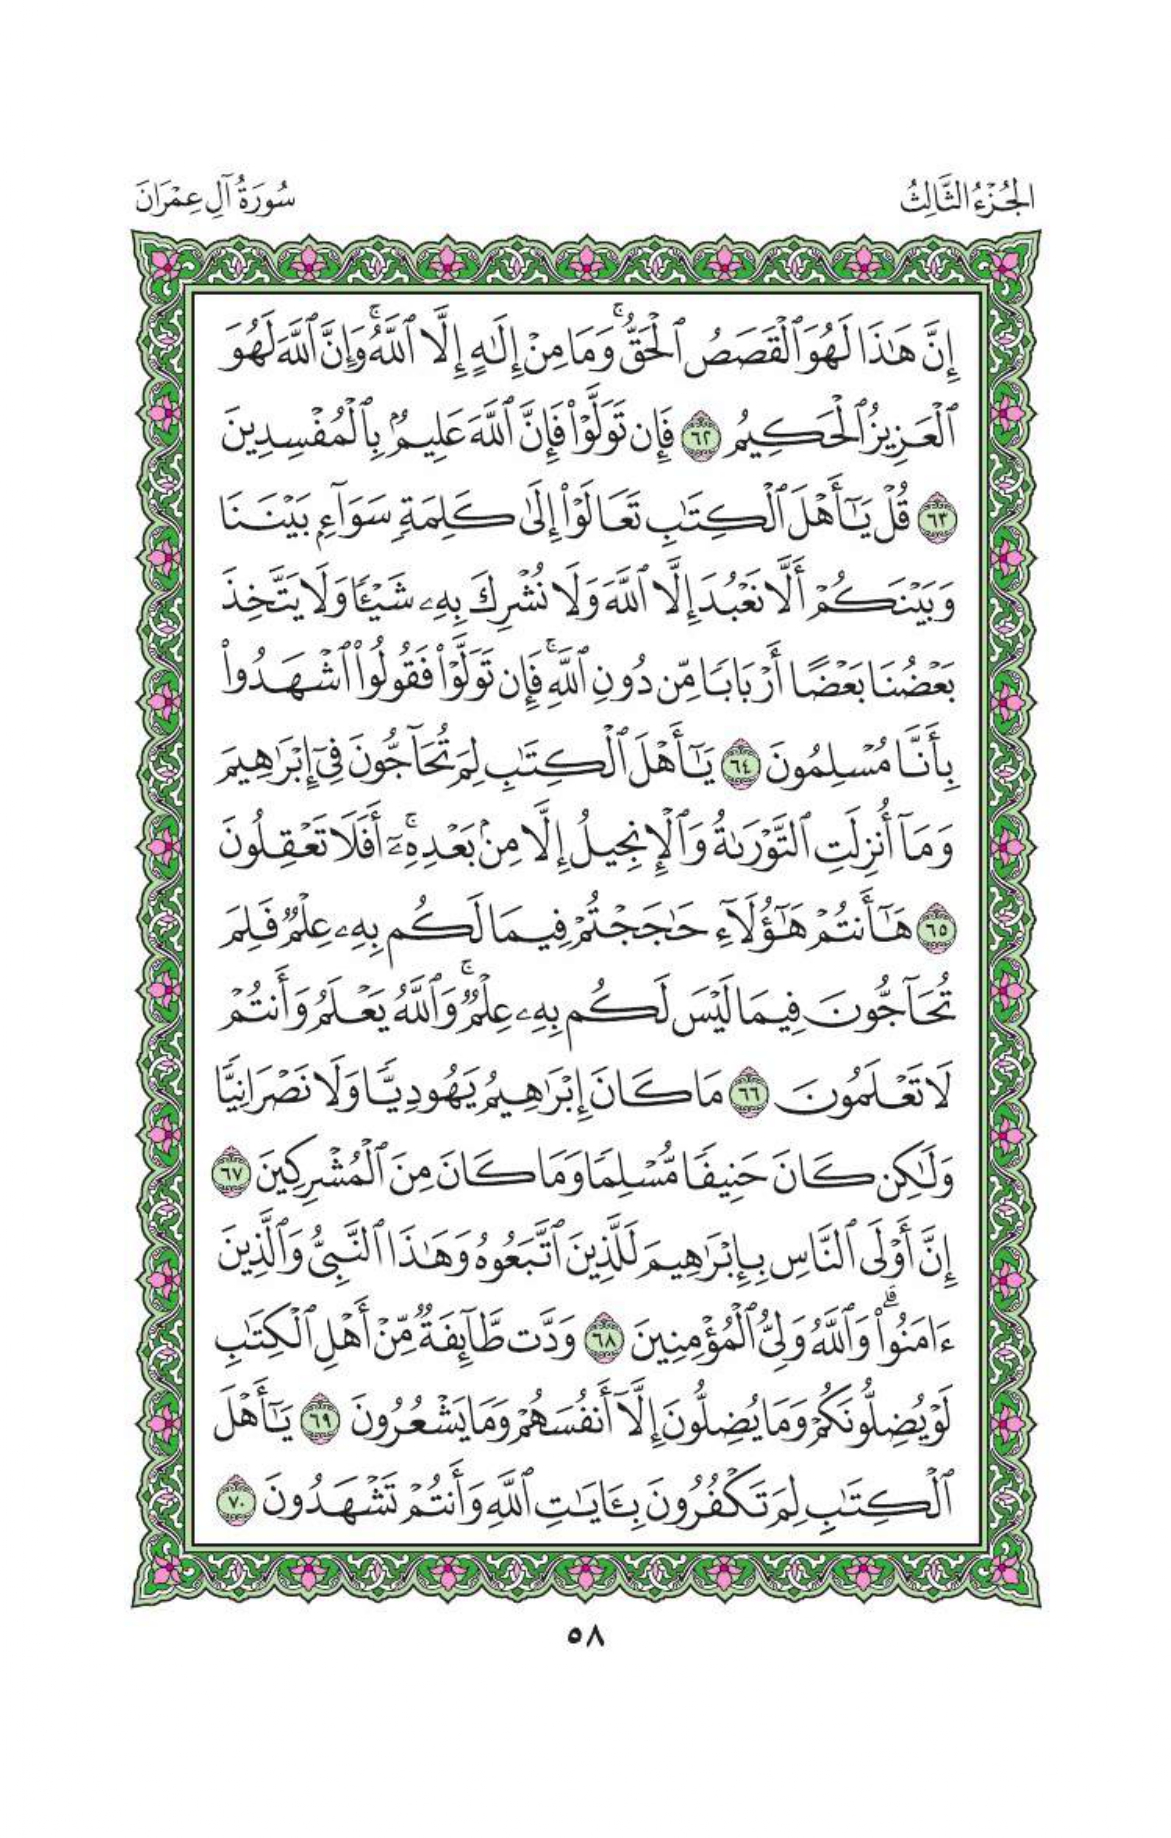 الجُزْءُ الثَّالِثُ
سُورَةُ آلِ عِمْرَانَ
إِنَّ هَٰذَا لَهُوَ ٱلْقَصَصُ ٱلْحَقُّ ۚ وَمَا مِنْ إِلَٰهٍ إِلَّا ٱللَّهُ ۚ وَإِنَّ ٱللَّهَ لَهُوَ
ٱلْعَزِيزُ ٱلْحَكِيمُ ٦٢ فَإِن تَوَلَّوْا۟ فَإِنَّ ٱللَّهَ عَلِيمٌۢ بِٱلْمُفْسِدِينَ
٦٣ قُلْ يَٰٓأَهْلَ ٱلْكِتَٰبِ تَعَالَوْا۟ إِلَىٰ كَلِمَةٍ سَوَآءٍۭ بَيْنَنَا
وَبَيْنَكُمْ أَلَّا نَعْبُدَ إِلَّا ٱللَّهَ وَلَا نُشْرِكَ بِهِۦ شَيْـًٔا وَلَا يَتَّخِذَ
بَعْضُنَا بَعْضًا أَرْبَابًا مِّن دُونِ ٱللَّهِ ۚ فَإِن تَوَلَّوْا۟ فَقُولُوا۟ ٱشْهَدُوا۟
بِأَنَّا مُسْلِمُونَ ٦٤ يَٰٓأَهْلَ ٱلْكِتَٰبِ لِمَ تُحَآجُّونَ فِىٓ إِبْرَٰهِيمَ
وَمَآ أُنزِلَتِ ٱلتَّوْرَىٰةُ وَٱلْإِنجِيلُ إِلَّا مِنۢ بَعْدِهِۦٓ ۚ أَفَلَا تَعْقِلُونَ
٦٥ هَٰٓأَنتُمْ هَٰٓؤُلَآءِ حَٰجَجْتُمْ فِيمَا لَكُم بِهِۦ عِلْمٌ فَلِمَ
تُحَآجُّونَ فِيمَا لَيْسَ لَكُم بِهِۦ عِلْمٌ ۚ وَٱللَّهُ يَعْلَمُ وَأَنتُمْ
لَا تَعْلَمُونَ ٦٦ مَا كَانَ إِبْرَٰهِيمُ يَهُودِيًّا وَلَا نَصْرَانِيًّا
وَلَٰكِن كَانَ حَنِيفًا مُّسْلِمًا وَمَا كَانَ مِنَ ٱلْمُشْرِكِينَ ٦٧
إِنَّ أَوْلَى ٱلنَّاسِ بِإِبْرَٰهِيمَ لَلَّذِينَ ٱتَّبَعُوهُ وَهَٰذَا ٱلنَّبِىُّ وَٱلَّذِينَ
ءَامَنُوا۟ ۗ وَٱللَّهُ وَلِىُّ ٱلْمُؤْمِنِينَ ٦٨ وَدَّت طَّآئِفَةٌ مِّنْ أَهْلِ ٱلْكِتَٰبِ
لَوْ يُضِلُّونَكُمْ وَمَا يُضِلُّونَ إِلَّآ أَنفُسَهُمْ وَمَا يَشْعُرُونَ ٦٩ يَٰٓأَهْلَ
ٱلْكِتَٰبِ لِمَ تَكْفُرُونَ بِـَٔايَٰتِ ٱللَّهِ وَأَنتُمْ تَشْهَدُونَ ٧٠
٥٨